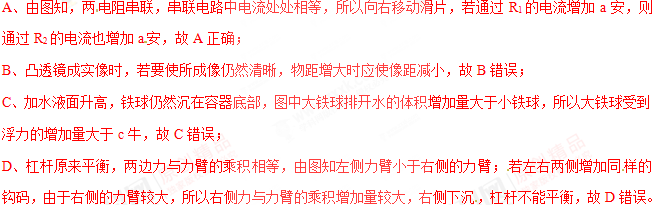 A、由图知，两电阻串联，串联电路中电流处处相等，所以向右移动滑片，若通过 R1的电流增加 a 安，则
通过 R2 的电流也增加 a.安，故 A 正确；
B、凸透镜成实像时，若要使所成像仍然清晰，物距增大时应使像距减小，故 B 错误；
C、加水液面升高，铁球仍然沉在容器底部，图中大铁球排开水的体积增加量大于小铁球，所以大铁球受到
浮力的增加量大于 c 牛，故 C 错误；
D、杠杆原来平衡，两边力与力臂的乘积相等，由图知左侧力臂小于右侧的力臂；若左右两侧增加同.样的
钩码，由于右侧的力臂较大，所以右侧力与力臂的乘积增加量较大，右侧下沉.，杠杆不能平衡，故 D 错误。